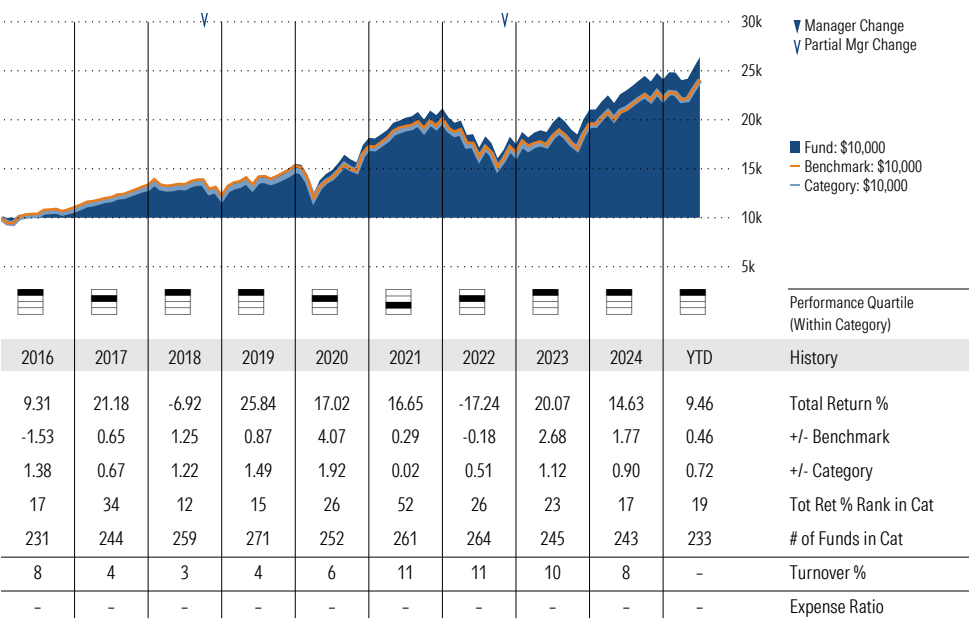 30k
25k
20k
15k
10k
5k
Manager Change
Partial Mgr Change
Fund: $10,000
Benchmark: $10,000
Category: $10,000
Performance Quartile
(Within Category)
2016 2017 2018 2019 2020 2021 2022 2023 2024 YTD History
9.31 21.18 -6.92 25.84 17.02 16.65 -17.24 20.07 14.63 9.46 Total Return %
-1.53 0.65 1.25 0.87 4.07 0.29 -0.18 2.68 1.77 0.46 +/- Benchmark
1.38 0.67 1.22 1.49 1.92 0.02 0.51 1.12 0.90 0.72 +/- Category
17 34 12 15 26 52 26 23 17 19 Tot Ret % Rank in Cat
231 244 259 271 252 261 264 245 243 233 # of Funds in Cat
8 4 3 4 6 11 11 10 8 – Turnover %
– – – – – – – – – – Expense Ratio